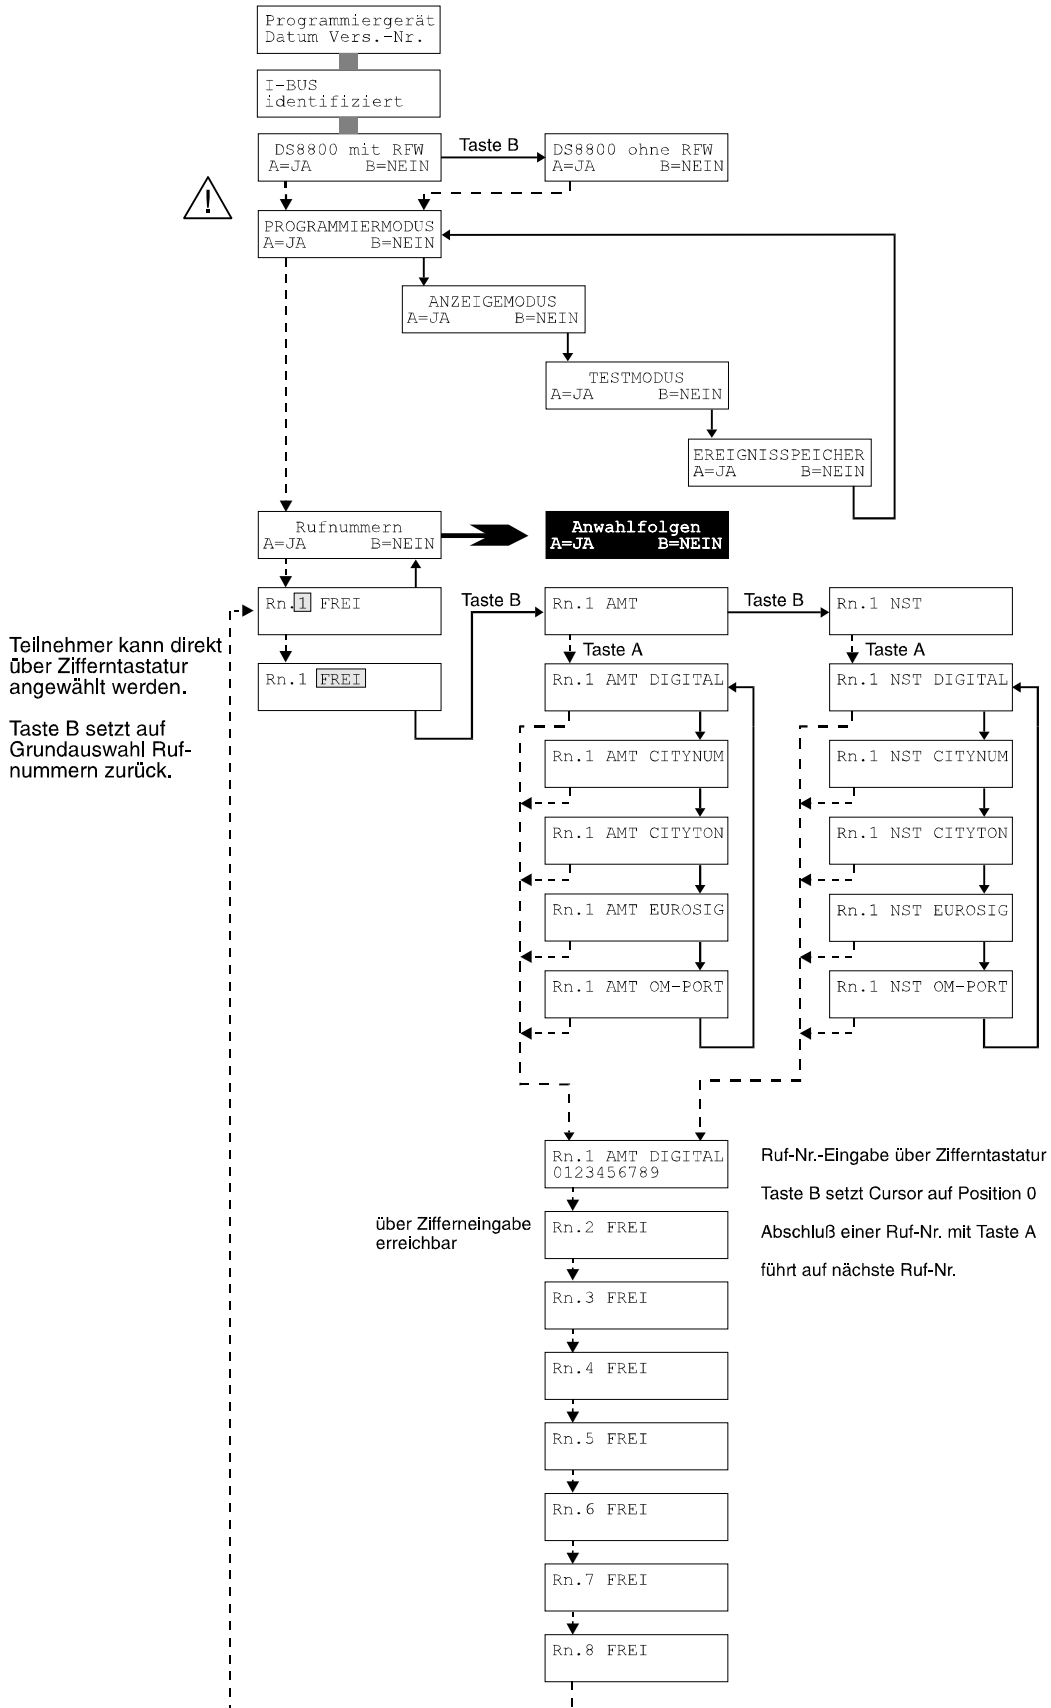 Programmiergerät
Datum Vers.-Nr.
I-BUS
identifiziert
DS8800 mit RFW
A=JA B=NEIN
Taste B
DS8800 ohne RFW
A=JA B=NEIN
!
PROGRAMMIERMODUS
A=JA B=NEIN
ANZEIGEMODUS
A=JA B=NEIN
TESTMODUS
A=JA B=NEIN
EREIGNISSPEICHER
A=JA B=NEIN
Rufnummern
A=JA B=NEIN
Anwahlfolgen
A=JA B=NEIN
Rn.1 FREI
Taste B
Rn.1 AMT
Taste B
Rn.1 NST
Teilnehmer kann direkt
über Zifferntastatur
angewählt werden.
Taste B setzt auf
Grundauswahl Ruf-
nummern zurück.
Rn.1 FREI
Taste A
Taste A
Rn.1 AMT DIGITAL
Rn.1 NST DIGITAL
Rn.1 AMT CITYNUM
Rn.1 NST CITYNUM
Rn.1 AMT CITYTON
Rn.1 NST CITYTON
Rn.1 AMT EUROSIG
Rn.1 NST EUROSIG
Rn.1 AMT OM-PORT
Rn.1 NST OM-PORT
Rn.1 AMT DIGITAL
0123456789
Ruf-Nr.-Eingabe über Zifferntastatur
Taste B setzt Cursor auf Position 0
Abschluß einer Ruf-Nr. mit Taste A
führt auf nächste Ruf-Nr.
über Zifferneingabe
erreichbar
Rn.2 FREI
Rn.3 FREI
Rn.4 FREI
Rn.5 FREI
Rn.6 FREI
Rn.7 FREI
Rn.8 FREI